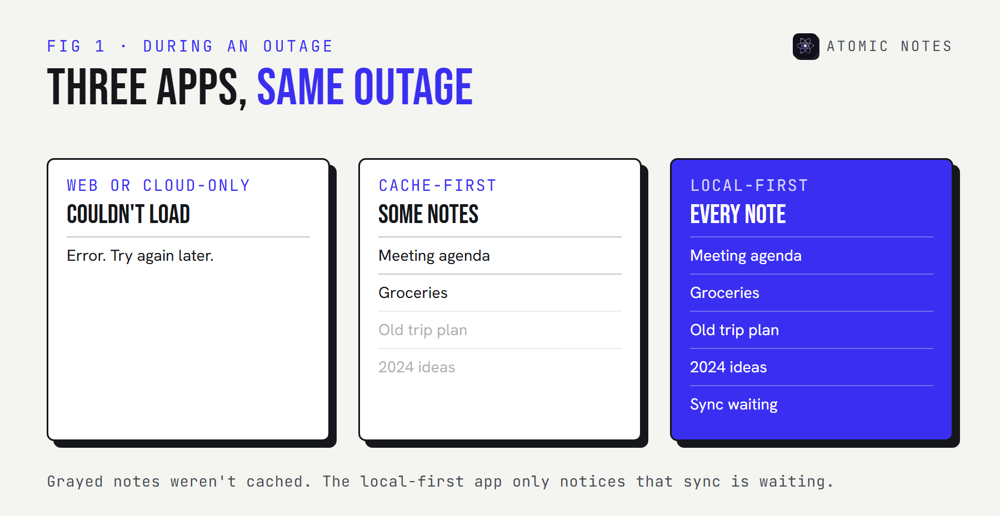 FIG 1 · DURING AN OUTAGE
ATOMIC NOTES
THREE APPS, SAME OUTAGE
WEB OR CLOUD-ONLY
COULDN'T LOAD
Error. Try again later.
CACHE-FIRST
SOME NOTES
Meeting agenda
Groceries
Old trip plan
2024 ideas
LOCAL-FIRST
EVERY NOTE
Meeting agenda
Groceries
Old trip plan
2024 ideas
Sync waiting
Grayed notes weren't cached. The local-first app only notices that sync is waiting.